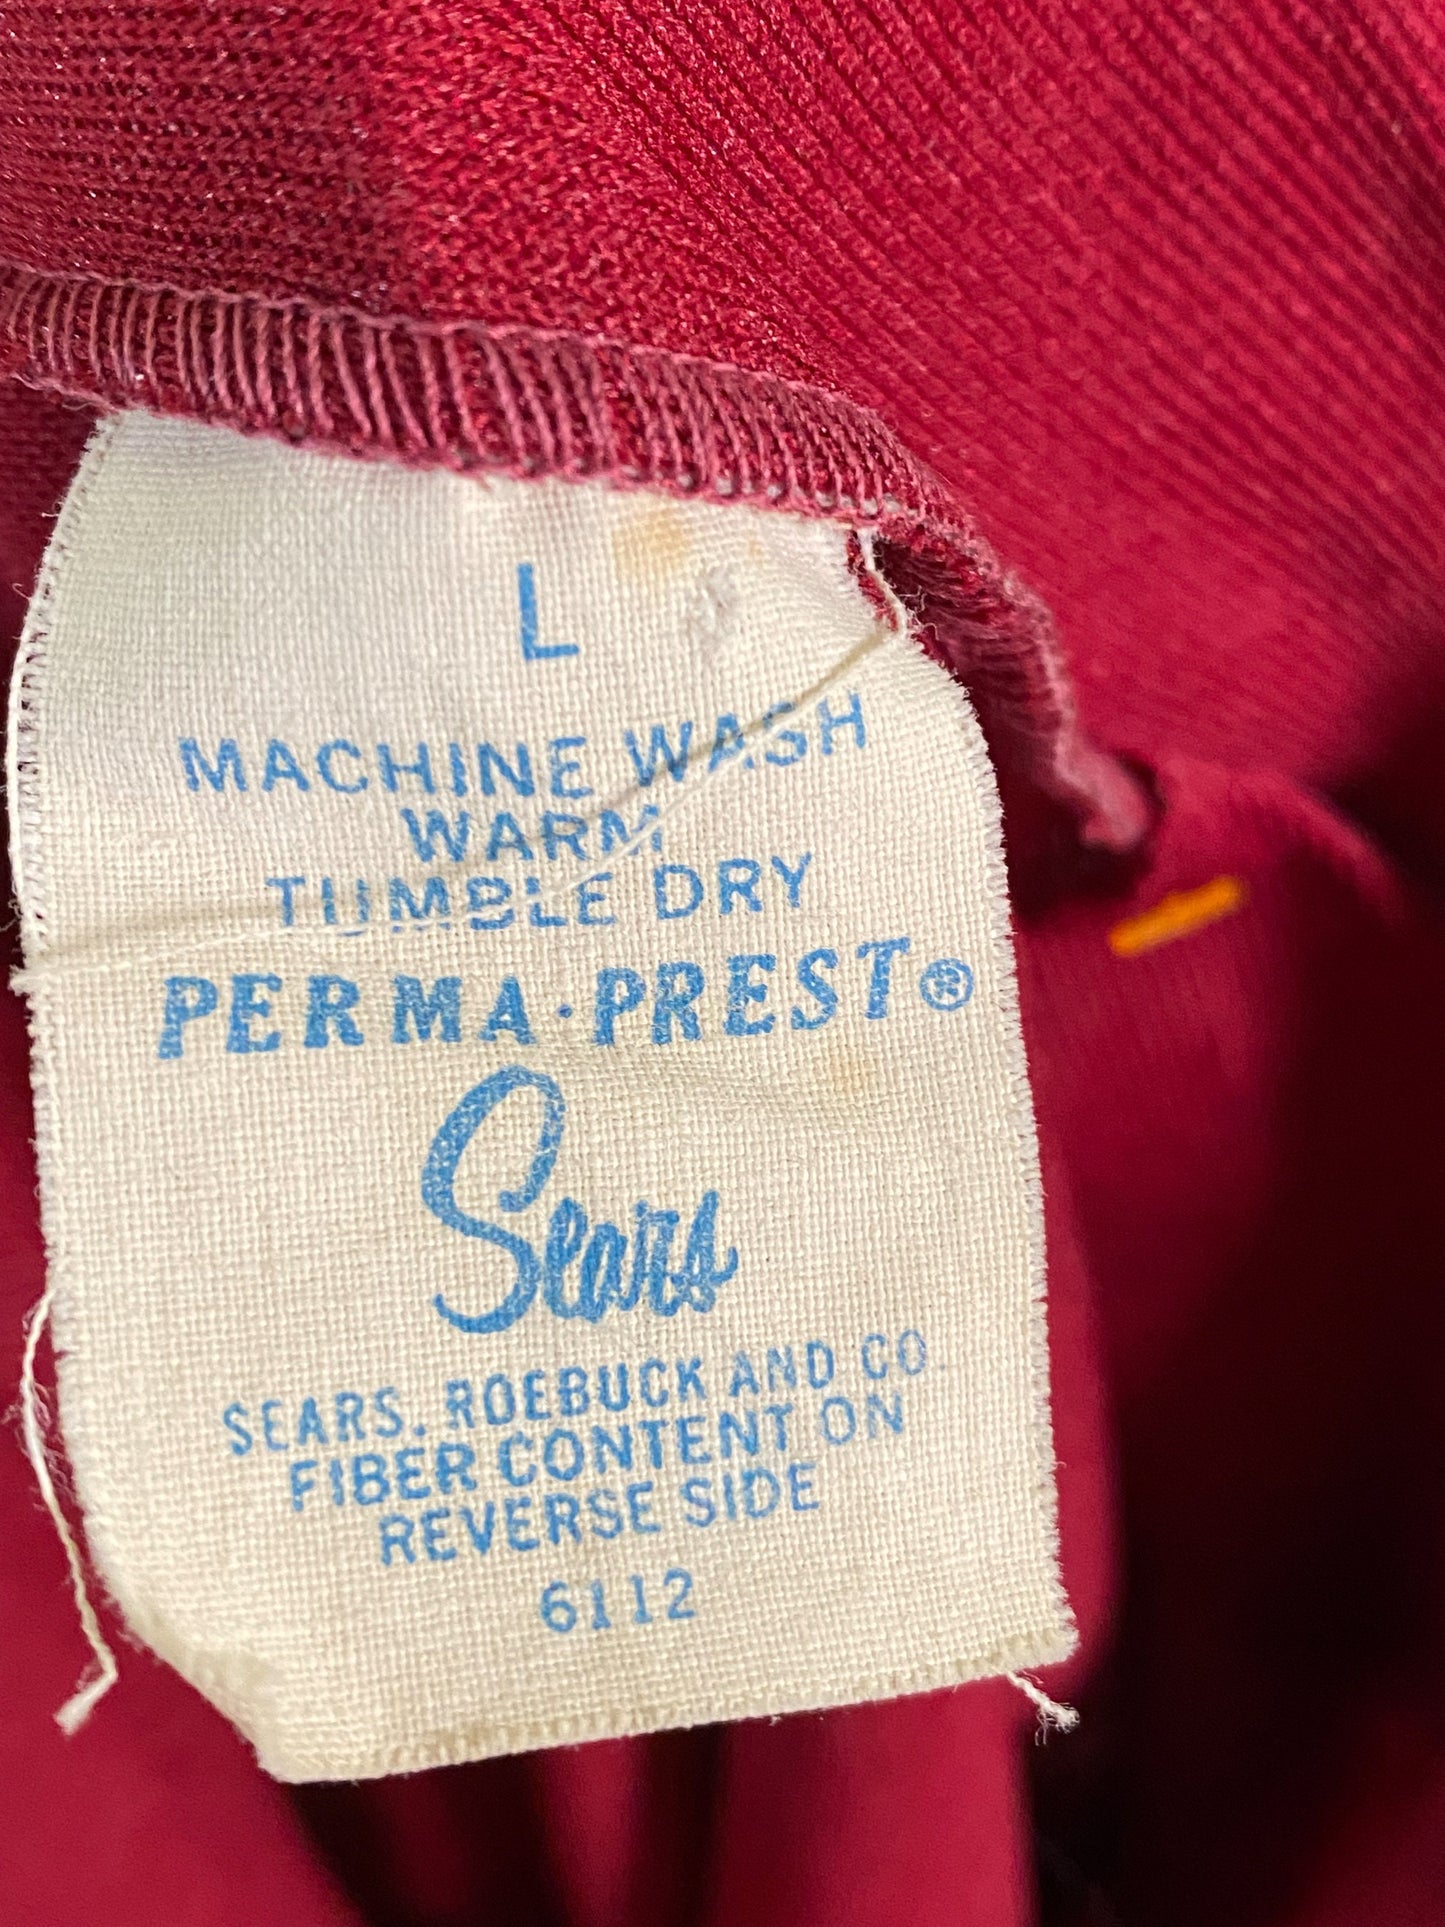 L
MACHINE WASH
WARM
TUMBLE DRY
PERMA·PREST®
Sears
SEARS, ROEBUCK AND CO.
FIBER CONTENT ON
REVERSE SIDE
6112